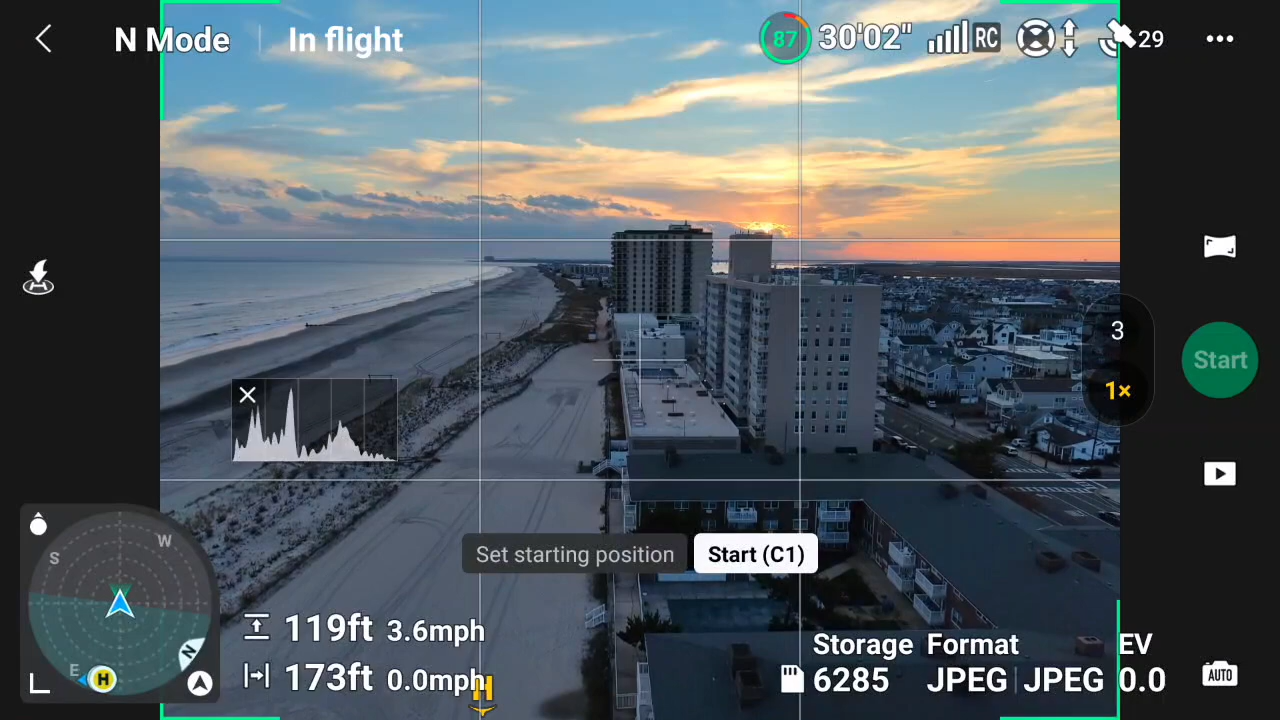 N Mode
In flight
87
30'02"
RC
29
3
1×
Start
Set starting position
Start (C1)
S
W
N
E
H
119ft 3.6mph
173ft 0.0mph
H
Storage Format EV
6285 JPEG JPEG 0.0
AUTO